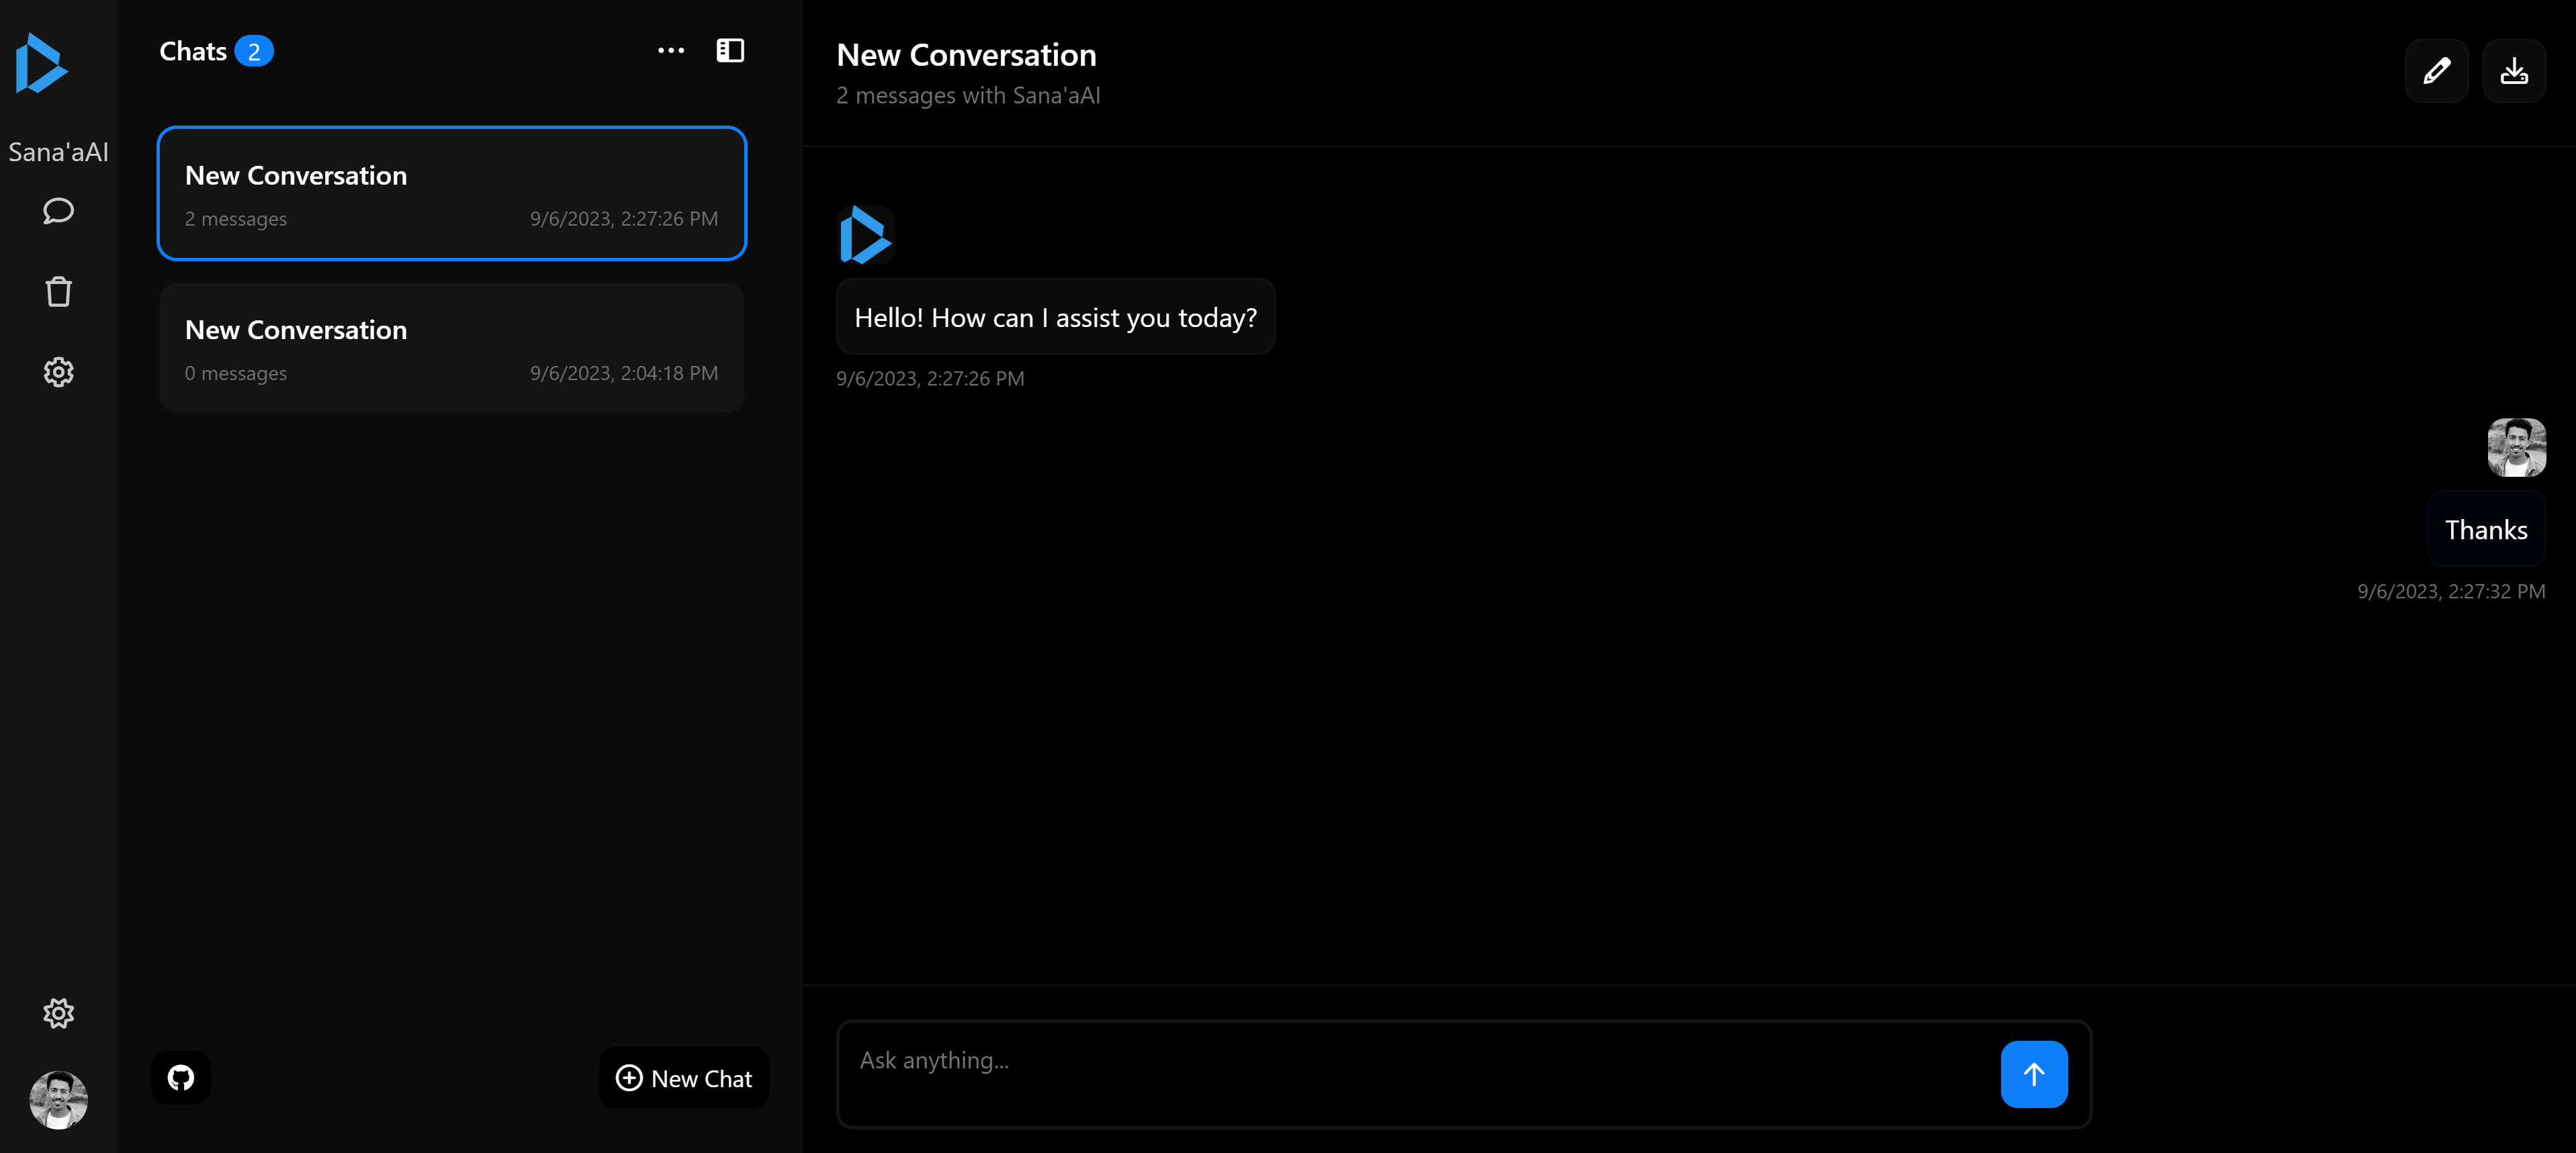 Sana'aAI
Chats 2
New Conversation
2 messages 9/6/2023, 2:27:26 PM
New Conversation
0 messages 9/6/2023, 2:04:18 PM
New Chat
New Conversation
2 messages with Sana'aAI
Hello! How can I assist you today?
9/6/2023, 2:27:26 PM
Thanks
9/6/2023, 2:27:32 PM
Ask anything...